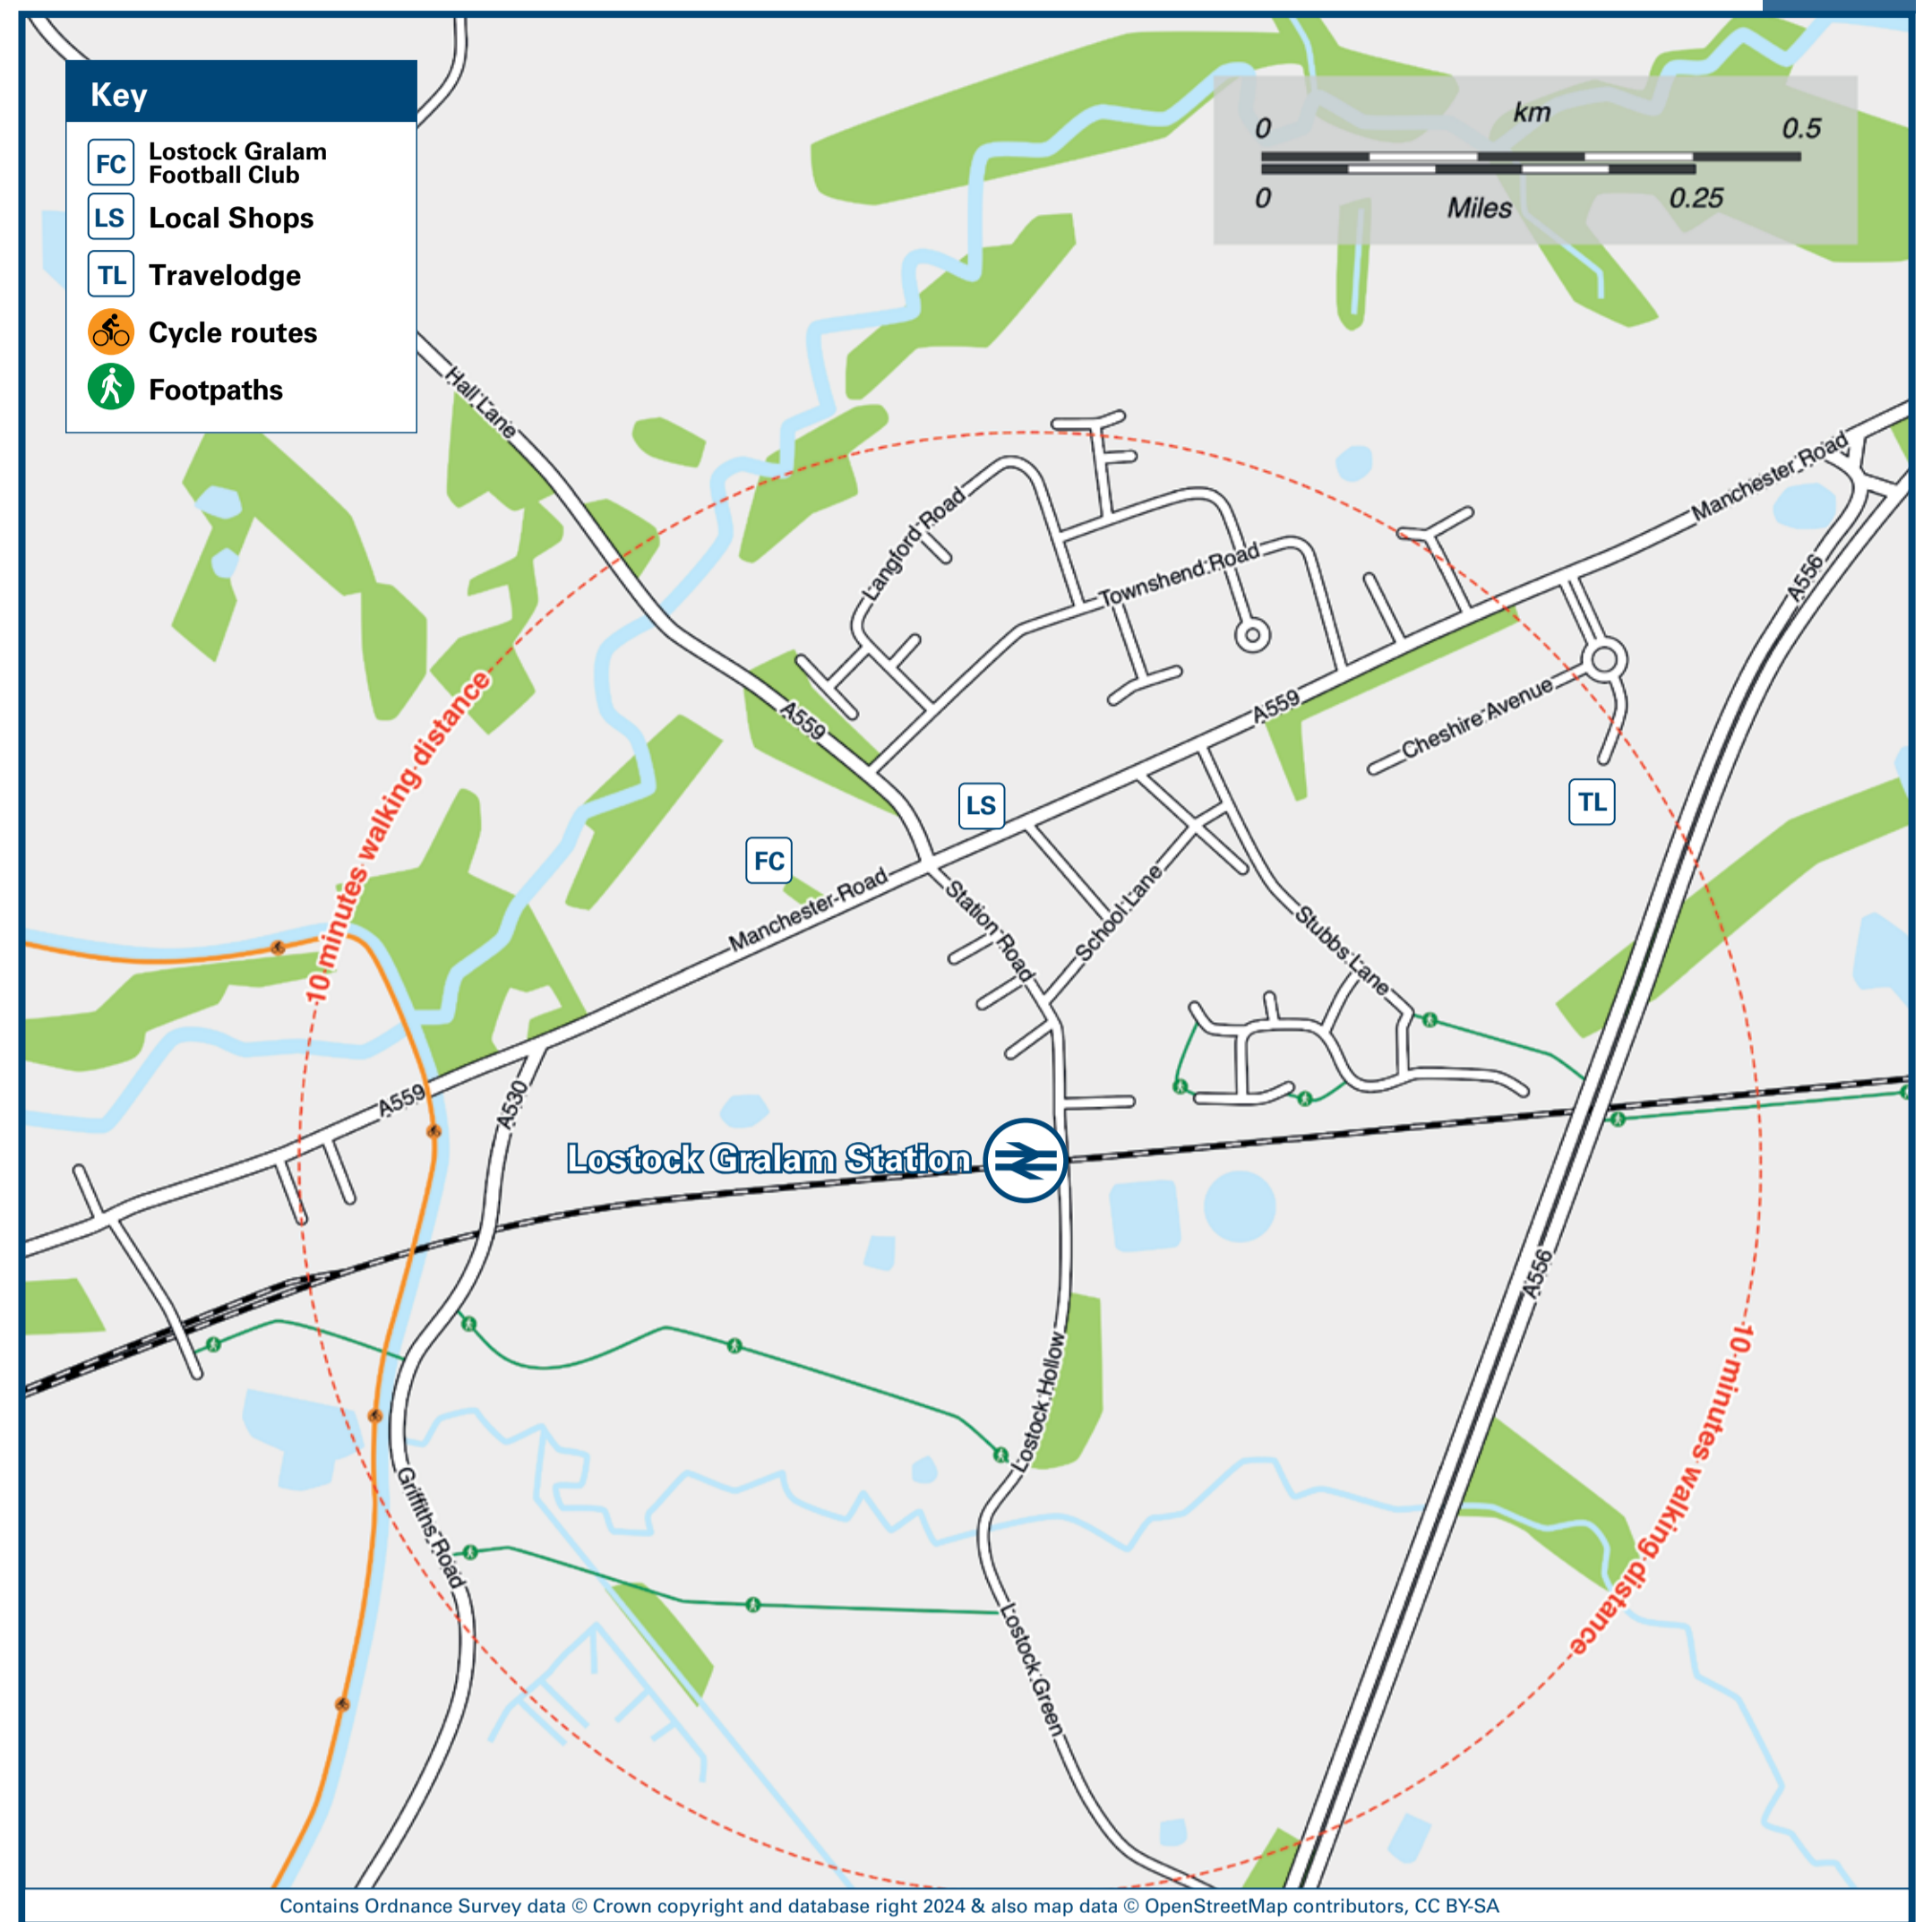 Key
FC
Lostock Gralam
Football Club
LS
Local Shops
TL
Travelodge
Cycle routes
Footpaths
km
0
0.5
0
Miles
0.25
Hall Lane
Langford Road
Townshend Road
Manchester Road
A556
A559
A559
Cheshire Avenue
10 minutes walking distance
LS
TL
FC
Manchester Road
Station Road
School Lane
Stubbs Lane
A559
A530
Lostock Gralam Station
A556
Lostock Hollow
10 minutes walking distance
Griffiths Road
Lostock Green
Contains Ordnance Survey data © Crown copyright and database right 2024 & also map data © OpenStreetMap contributors, CC BY-SA